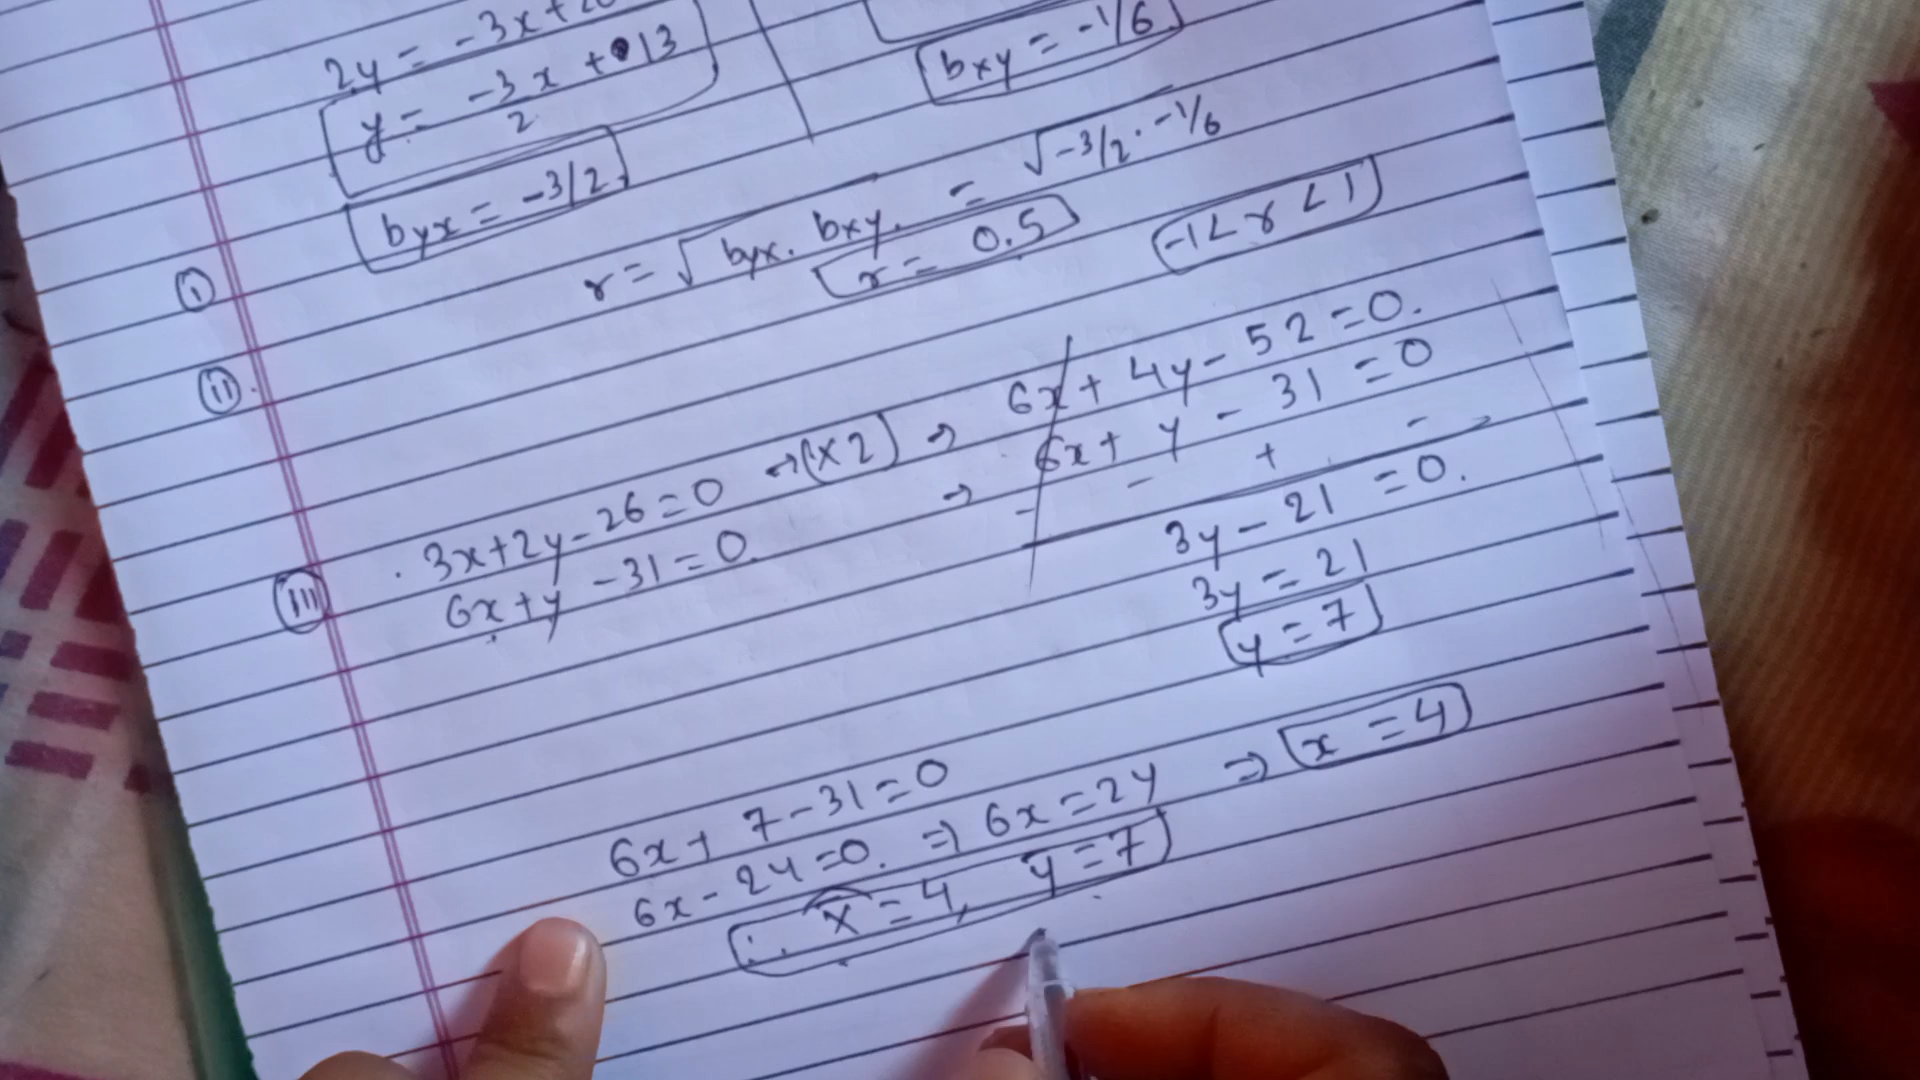 2y = -3x + 26
y = -3x/2 + 13
byx = -3/2
bxy = -1/6
(i) r = √byx. bxy. = √-3/2 . -1/6
r = 0.5
-1 < r < 1
(ii).
(iii) 3x+2y-26=0 → (x2) → 6x + 4y - 52 = 0.
6x+y -31=0. → 6x + y - 31 = 0
- - + -
3y - 21 = 0.
3y = 21
y = 7
6x + 7 - 31 = 0
6x - 24 = 0. ⇒ 6x = 24 ⇒ x = 4
∴ x̄ = 4, ȳ = 7